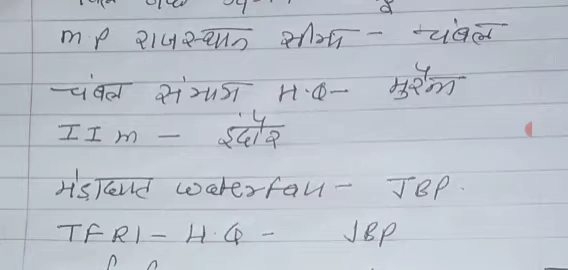 MP राजस्थान सीमा - चंबल
चंबल संभाग H.Q - मुरैना
IIM - इंदौर
waterfall - JBP.
TFRI - H.Q - JBP